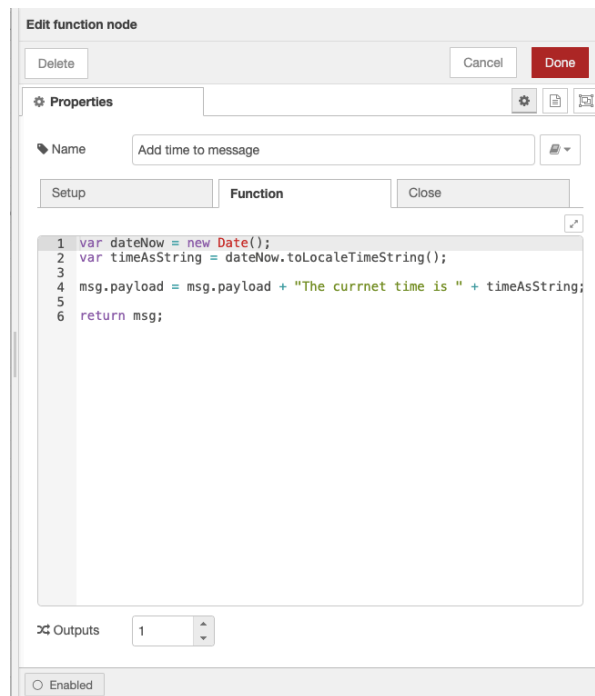 Edit function node
Delete Cancel Done
Properties
Name Add time to message
Setup Function Close
1 var dateNow = new Date();
2 var timeAsString = dateNow.toLocaleTimeString();
3
4 msg.payload = msg.payload + "The currnet time is " + timeAsString;
5
6 return msg;
Outputs 1
Enabled